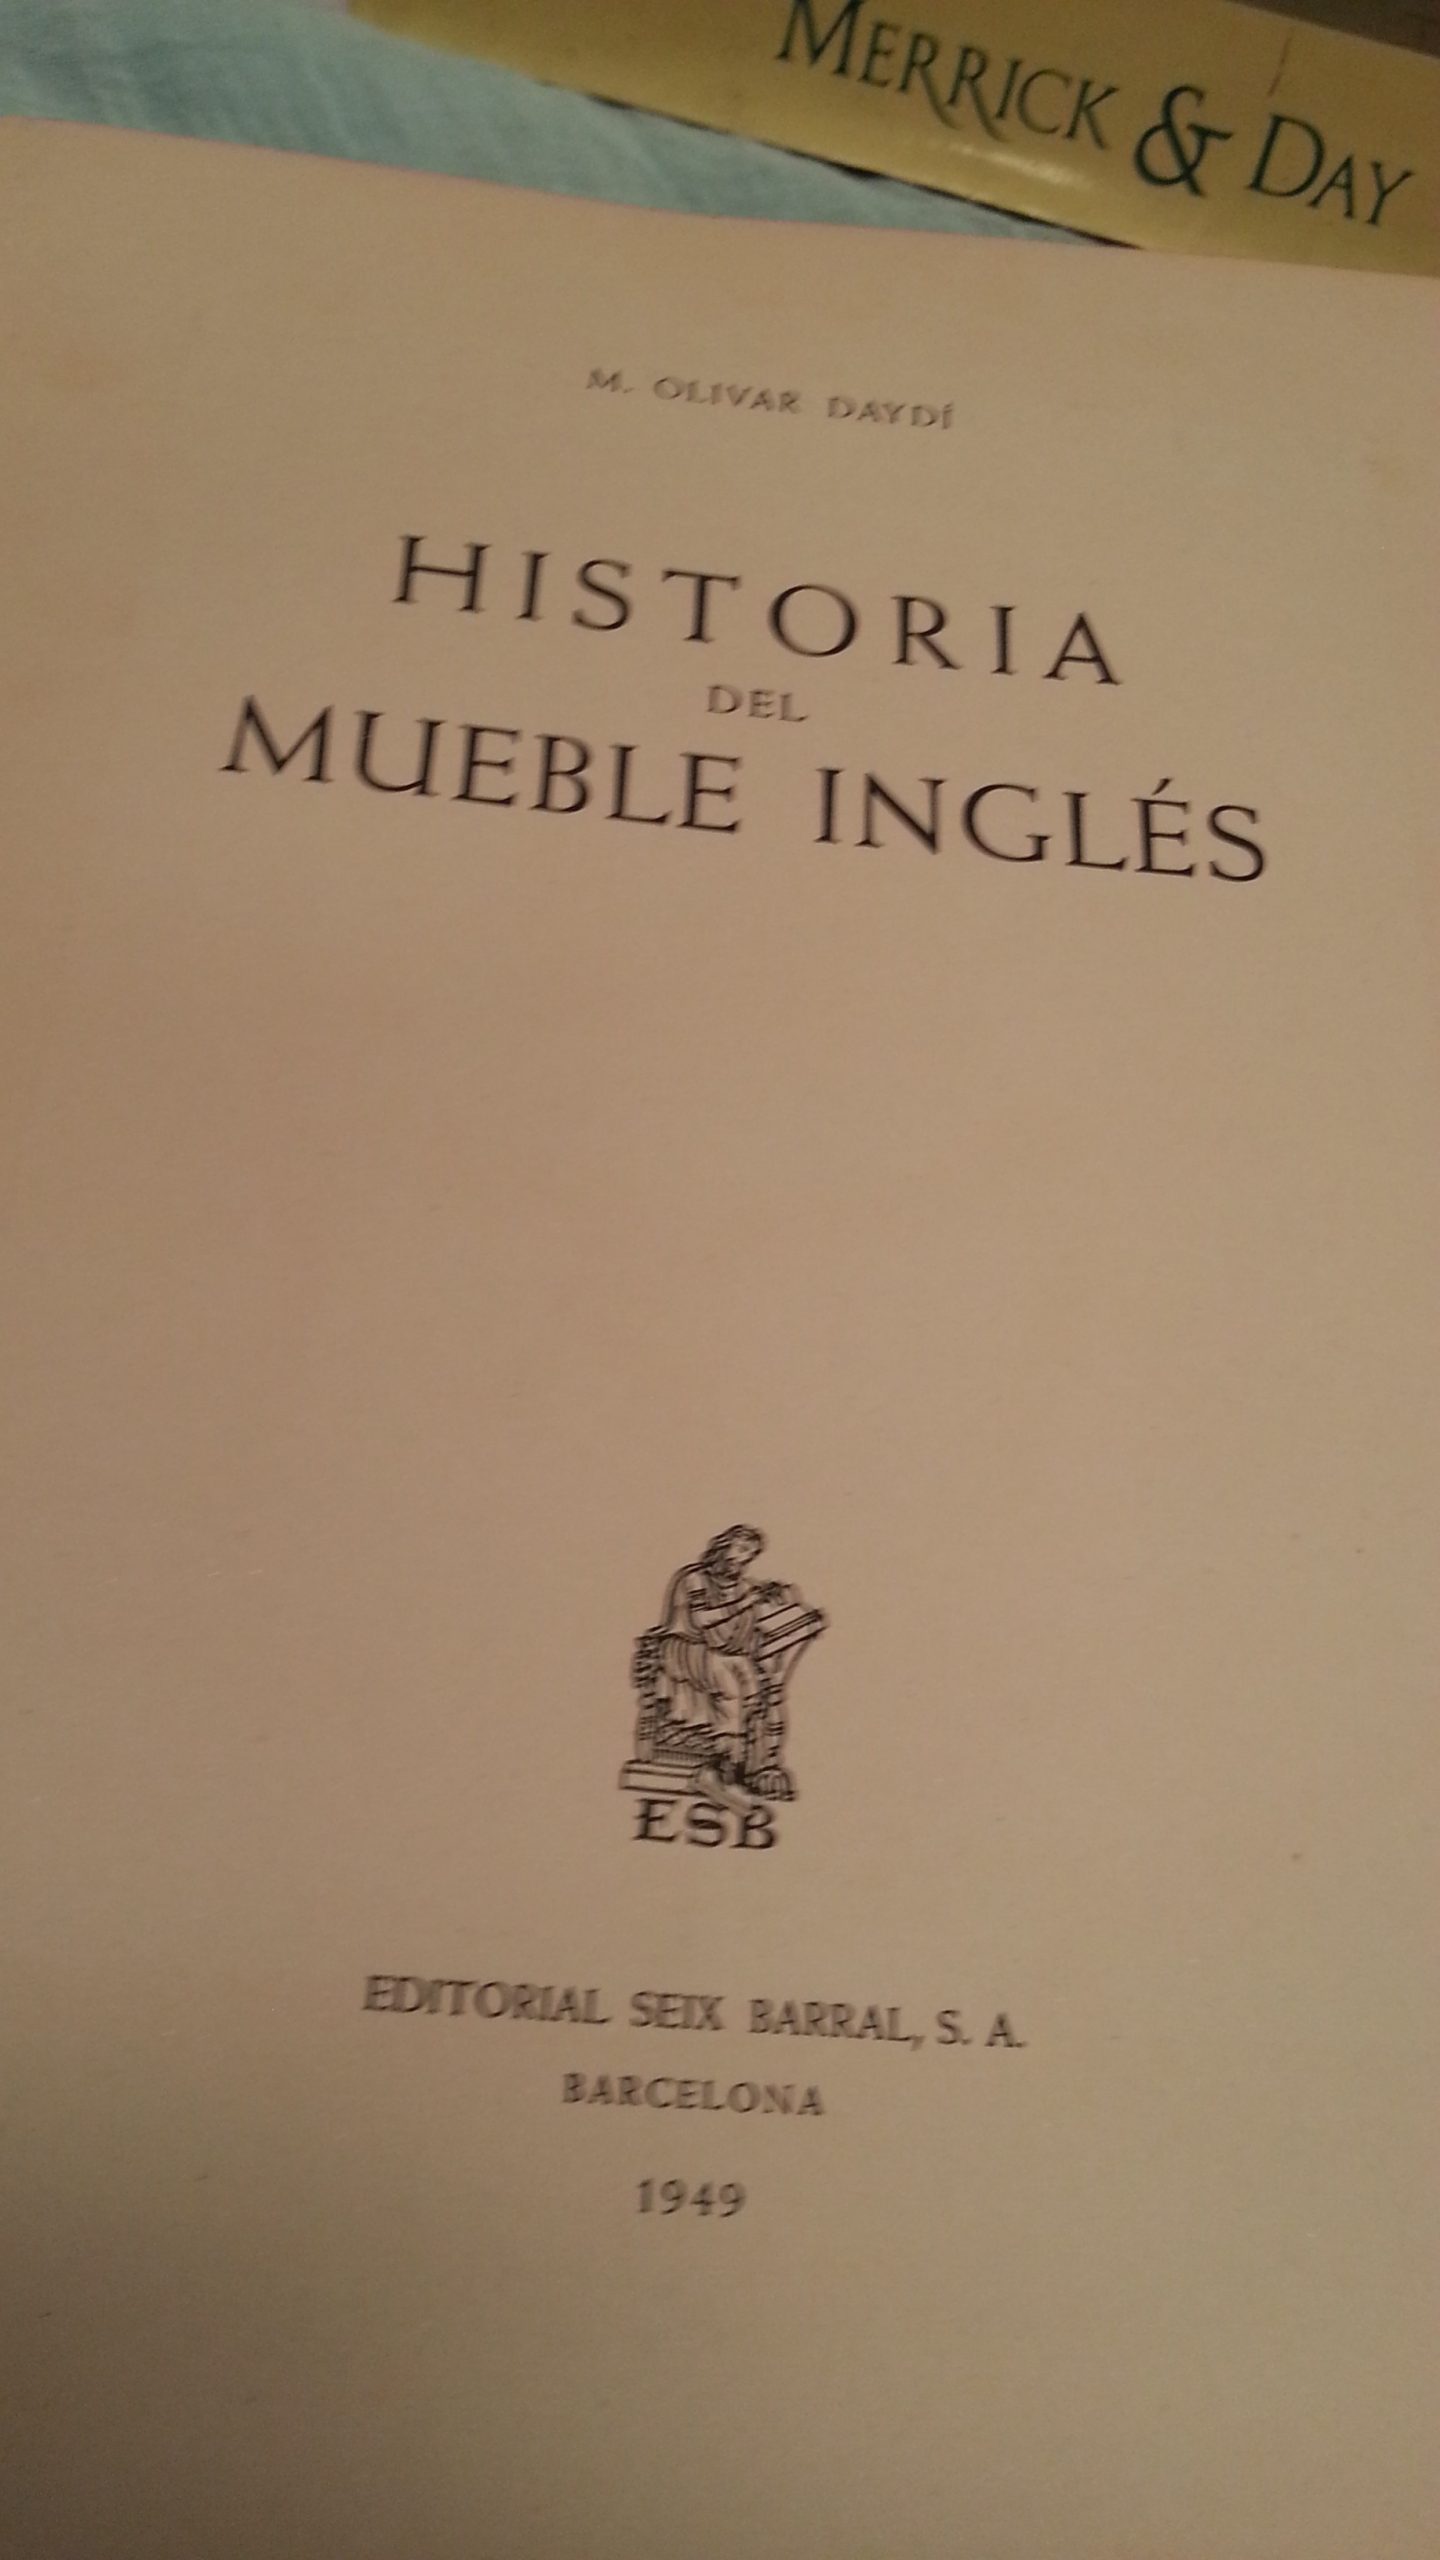 MERRICK & DAY
M. OLIVAR DAYDÍ
HISTORIA
DEL
MUEBLE INGLÉS
ESB
EDITORIAL SEIX BARRAL, S. A.
BARCELONA
1949